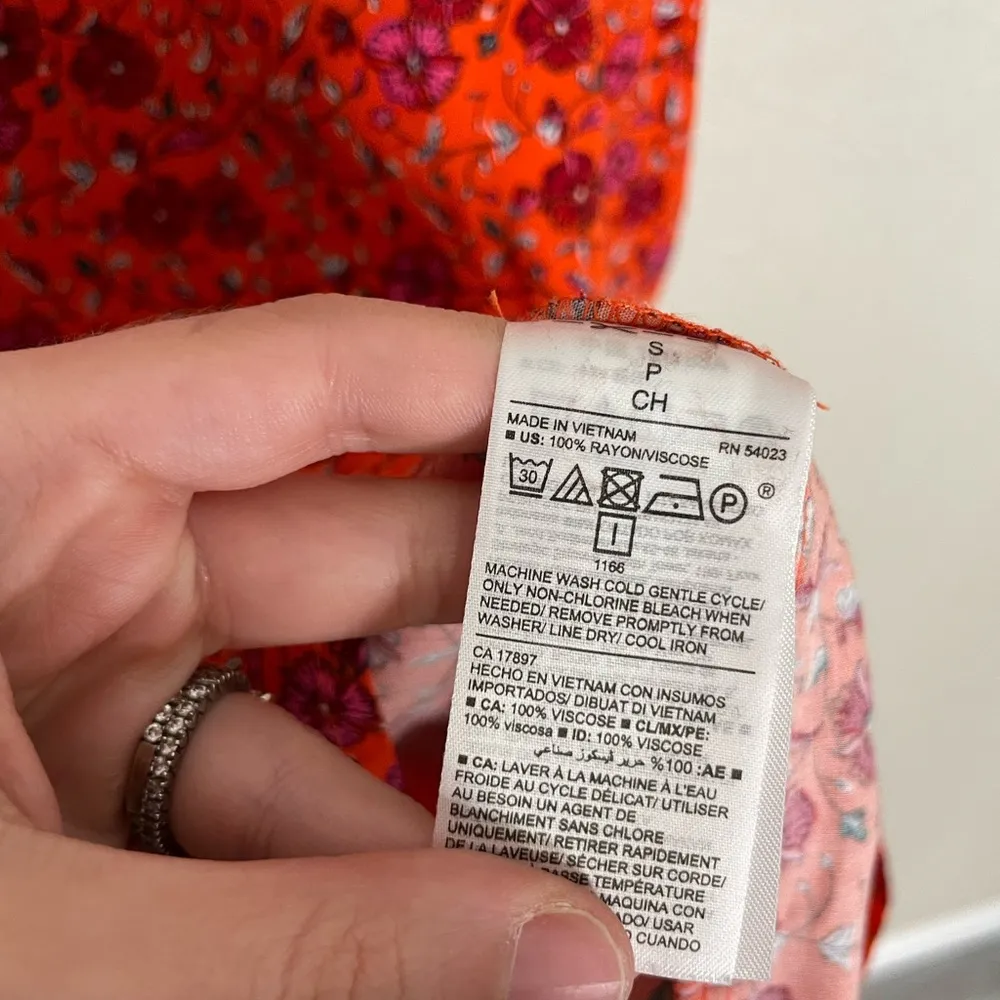 S
P
CH
MADE IN VIETNAM RN 54023
■ US: 100% RAYON/VISCOSE
30 P ®
1166
MACHINE WASH COLD GENTLE CYCLE/
ONLY NON-CHLORINE BLEACH WHEN
NEEDED/ REMOVE PROMPTLY FROM
WASHER/ LINE DRY/ COOL IRON
CA 17897
HECHO EN VIETNAM CON INSUMOS
IMPORTADOS/ DIBUAT DI VIETNAM
■ CA: 100% VISCOSE ■ CL/MX/PE:
100% viscosa ■ ID: 100% VISCOSE
■ AE: 100% حرير فيسكوز صناعي
■ CA: LAVER À LA MACHINE À L'EAU
FROIDE AU CYCLE DÉLICAT/ UTILISER
AU BESOIN UN AGENT DE
BLANCHIMENT SANS CHLORE
UNIQUEMENT/ RETIRER RAPIDEMENT
DE LA LAVEUSE/ SÉCHER SUR CORDE/
TEMPÉRATURE
MAQUINA CON
USAR
CUANDO